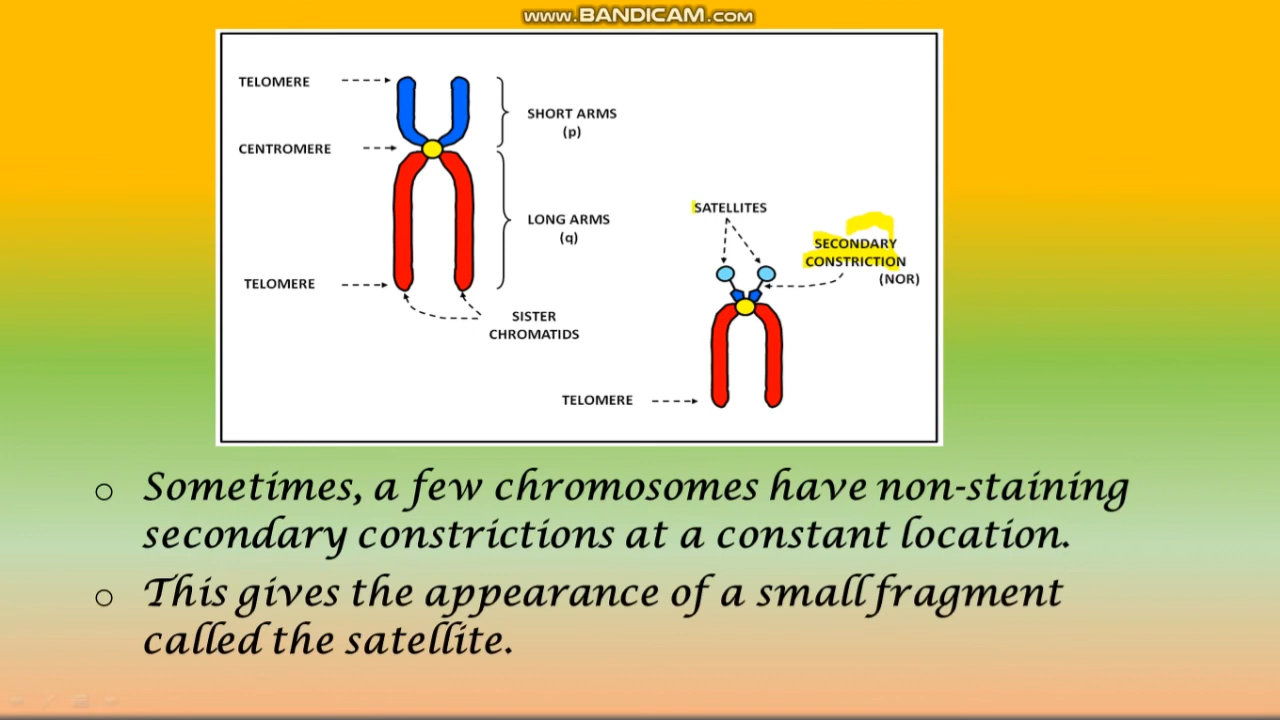 www.BANDICAM.com
TELOMERE
SHORT ARMS
(p)
CENTROMERE
LONG ARMS
(q)
TELOMERE
SISTER
CHROMATIDS
SATELLITES
SECONDARY
CONSTRICTION
(NOR)
TELOMERE
o Sometimes, a few chromosomes have non-staining
secondary constrictions at a constant location.
o This gives the appearance of a small fragment
called the satellite.